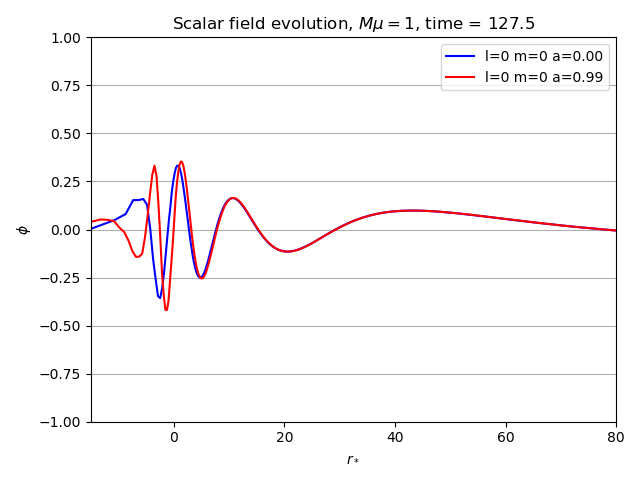 Scalar field evolution, Mμ = 1, time = 127.5
l=0 m=0 a=0.00
l=0 m=0 a=0.99
1.00
0.75
0.50
0.25
0.00
−0.25
−0.50
−0.75
−1.00
ϕ
0 20 40 60 80
r*